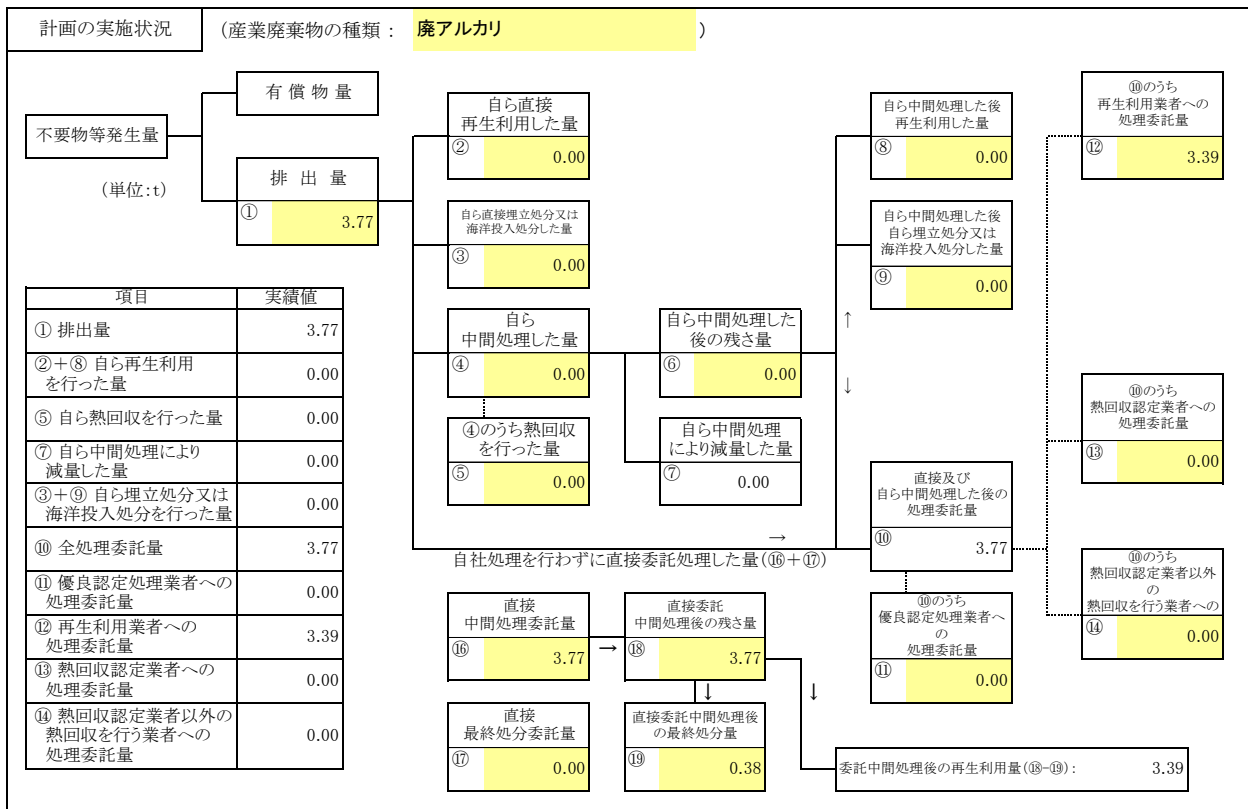 計画の実施状況
(産業廃棄物の種類： 廃アルカリ )
不要物等発生量
(単位:t)
有償物量
排出量
① 3.77
自ら直接
再生利用した量
② 0.00
自ら直接埋立処分又は
海洋投入処分した量
③ 0.00
自ら
中間処理した量
④ 0.00
④のうち熱回収
を行った量
⑤ 0.00
自ら中間処理した
後の残さ量
⑥ 0.00
自ら中間処理
により減量した量
⑦ 0.00
自ら中間処理した後
再生利用した量
⑧ 0.00
自ら中間処理した後
自ら埋立処分又は
海洋投入処分した量
⑨ 0.00
↑
↓
直接及び
自ら中間処理した後の
処理委託量
⑩ 3.77
⑩のうち
再生利用業者への
処理委託量
⑫ 3.39
⑩のうち
熱回収認定業者への
処理委託量
⑬ 0.00
⑩のうち
熱回収認定業者以外
の
熱回収を行う業者への
⑭ 0.00
⑩のうち
優良認定処理業者へ
の
処理委託量
⑪ 0.00
→
自社処理を行わずに直接委託処理した量(⑯+⑰)
直接
中間処理委託量
⑯ 3.77
→
直接委託
中間処理後の残さ量
⑱ 3.77
↓
↓
直接
最終処分委託量
⑰ 0.00
直接委託中間処理後
の最終処分量
⑲ 0.38
委託中間処理後の再生利用量(⑱-⑲)： 3.39
項目 実績値
① 排出量 3.77
②+⑧ 自ら再生利用
を行った量 0.00
⑤ 自ら熱回収を行った量 0.00
⑦ 自ら中間処理により
減量した量 0.00
③+⑨ 自ら埋立処分又は
海洋投入処分を行った量 0.00
⑩ 全処理委託量 3.77
⑪ 優良認定処理業者への
処理委託量 0.00
⑫ 再生利用業者への
処理委託量 3.39
⑬ 熱回収認定業者への
処理委託量 0.00
⑭ 熱回収認定業者以外の
熱回収を行う業者への
処理委託量 0.00